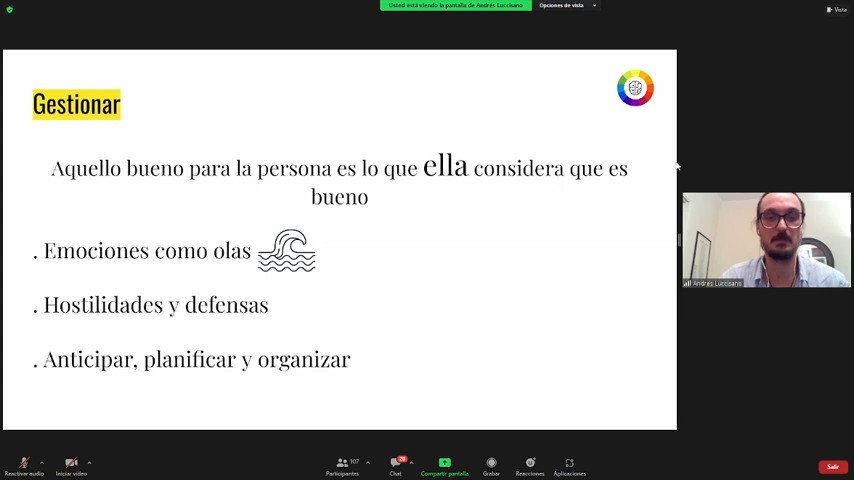 Usted está viendo la pantalla de Andrés Luccisano
Opciones de vista
Vista
Gestionar
Aquello bueno para la persona es lo que ella considera que es
bueno
. Emociones como olas
. Hostilidades y defensas
. Anticipar, planificar y organizar
Andrés Luccisano
Reactivar audio
Iniciar video
107
Participantes
28
Chat
Compartir pantalla
Grabar
Reacciones
Aplicaciones
Salir